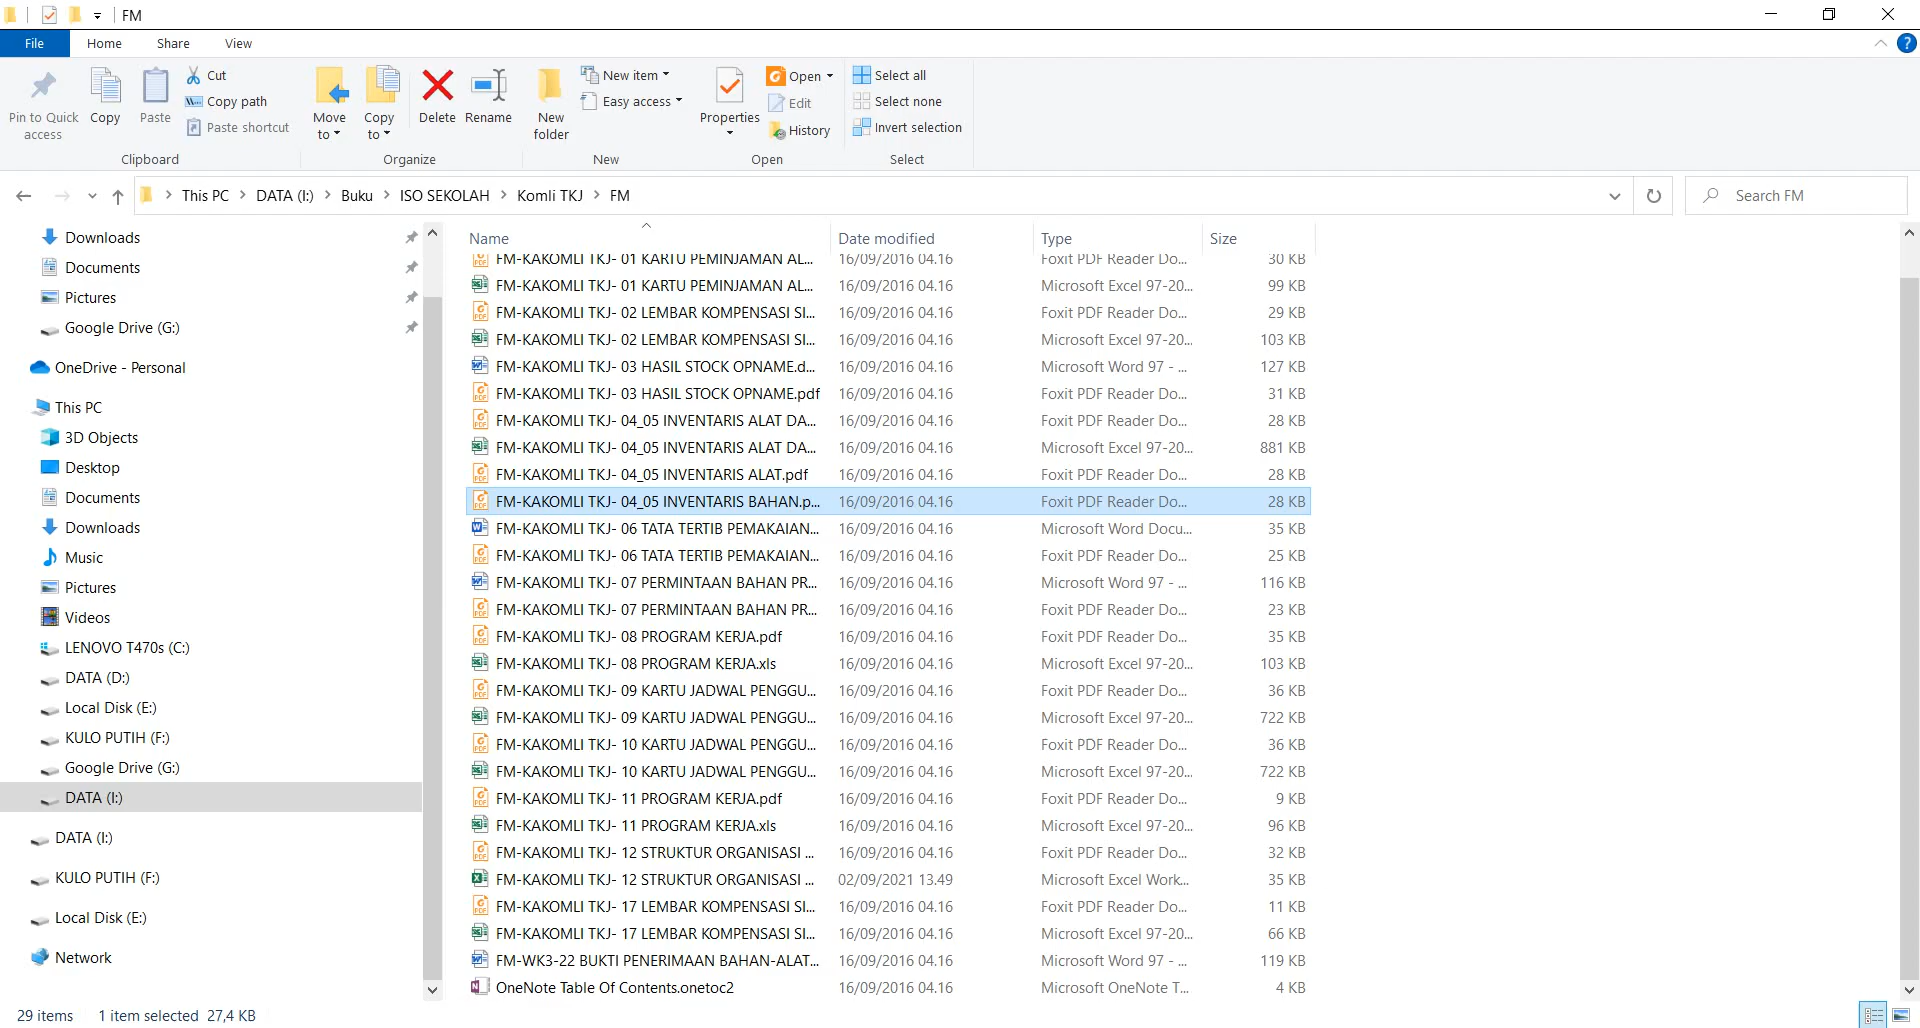 FM
File Home Share View
Pin to Quick access
Copy
Paste
Cut
Copy path
Paste shortcut
Clipboard
Move to
Copy to
Delete
Rename
Organize
New folder
New item
Easy access
New
Properties
Open
Edit
History
Open
Select all
Select none
Invert selection
Select
This PC > DATA (I:) > Buku > ISO SEKOLAH > Komli TKJ > FM
Search FM
Downloads
Documents
Pictures
Google Drive (G:)
OneDrive - Personal
This PC
3D Objects
Desktop
Documents
Downloads
Music
Pictures
Videos
LENOVO T470s (C:)
DATA (D:)
Local Disk (E:)
KULO PUTIH (F:)
Google Drive (G:)
DATA (I:)
DATA (I:)
KULO PUTIH (F:)
Local Disk (E:)
Network
Name Date modified Type Size
FM-KAKOMLI TKJ- 01 KARTU PEMINJAMAN AL... 16/09/2016 04.16 Foxit PDF Reader Do... 30 KB
FM-KAKOMLI TKJ- 01 KARTU PEMINJAMAN AL... 16/09/2016 04.16 Microsoft Excel 97-20... 99 KB
FM-KAKOMLI TKJ- 02 LEMBAR KOMPENSASI SI... 16/09/2016 04.16 Foxit PDF Reader Do... 29 KB
FM-KAKOMLI TKJ- 02 LEMBAR KOMPENSASI SI... 16/09/2016 04.16 Microsoft Excel 97-20... 103 KB
FM-KAKOMLI TKJ- 03 HASIL STOCK OPNAME.d... 16/09/2016 04.16 Microsoft Word 97 - ... 127 KB
FM-KAKOMLI TKJ- 03 HASIL STOCK OPNAME.pdf 16/09/2016 04.16 Foxit PDF Reader Do... 31 KB
FM-KAKOMLI TKJ- 04_05 INVENTARIS ALAT DA... 16/09/2016 04.16 Foxit PDF Reader Do... 28 KB
FM-KAKOMLI TKJ- 04_05 INVENTARIS ALAT DA... 16/09/2016 04.16 Microsoft Excel 97-20... 881 KB
FM-KAKOMLI TKJ- 04_05 INVENTARIS ALAT.pdf 16/09/2016 04.16 Foxit PDF Reader Do... 28 KB
FM-KAKOMLI TKJ- 04_05 INVENTARIS BAHAN.p... 16/09/2016 04.16 Foxit PDF Reader Do... 28 KB
FM-KAKOMLI TKJ- 06 TATA TERTIB PEMAKAIAN... 16/09/2016 04.16 Microsoft Word Docu... 35 KB
FM-KAKOMLI TKJ- 06 TATA TERTIB PEMAKAIAN... 16/09/2016 04.16 Foxit PDF Reader Do... 25 KB
FM-KAKOMLI TKJ- 07 PERMINTAAN BAHAN PR... 16/09/2016 04.16 Microsoft Word 97 - ... 116 KB
FM-KAKOMLI TKJ- 07 PERMINTAAN BAHAN PR... 16/09/2016 04.16 Foxit PDF Reader Do... 23 KB
FM-KAKOMLI TKJ- 08 PROGRAM KERJA.pdf 16/09/2016 04.16 Foxit PDF Reader Do... 35 KB
FM-KAKOMLI TKJ- 08 PROGRAM KERJA.xls 16/09/2016 04.16 Microsoft Excel 97-20... 103 KB
FM-KAKOMLI TKJ- 09 KARTU JADWAL PENGGU... 16/09/2016 04.16 Foxit PDF Reader Do... 36 KB
FM-KAKOMLI TKJ- 09 KARTU JADWAL PENGGU... 16/09/2016 04.16 Microsoft Excel 97-20... 722 KB
FM-KAKOMLI TKJ- 10 KARTU JADWAL PENGGU... 16/09/2016 04.16 Foxit PDF Reader Do... 36 KB
FM-KAKOMLI TKJ- 10 KARTU JADWAL PENGGU... 16/09/2016 04.16 Microsoft Excel 97-20... 722 KB
FM-KAKOMLI TKJ- 11 PROGRAM KERJA.pdf 16/09/2016 04.16 Foxit PDF Reader Do... 9 KB
FM-KAKOMLI TKJ- 11 PROGRAM KERJA.xls 16/09/2016 04.16 Microsoft Excel 97-20... 96 KB
FM-KAKOMLI TKJ- 12 STRUKTUR ORGANISASI ... 16/09/2016 04.16 Foxit PDF Reader Do... 32 KB
FM-KAKOMLI TKJ- 12 STRUKTUR ORGANISASI ... 02/09/2021 13.49 Microsoft Excel Work... 35 KB
FM-KAKOMLI TKJ- 17 LEMBAR KOMPENSASI SI... 16/09/2016 04.16 Foxit PDF Reader Do... 11 KB
FM-KAKOMLI TKJ- 17 LEMBAR KOMPENSASI SI... 16/09/2016 04.16 Microsoft Excel 97-20... 66 KB
FM-WK3-22 BUKTI PENERIMAAN BAHAN-ALAT... 16/09/2016 04.16 Microsoft Word 97 - ... 119 KB
OneNote Table Of Contents.onetoc2 16/09/2016 04.16 Microsoft OneNote T... 4 KB
29 items 1 item selected 27,4 KB